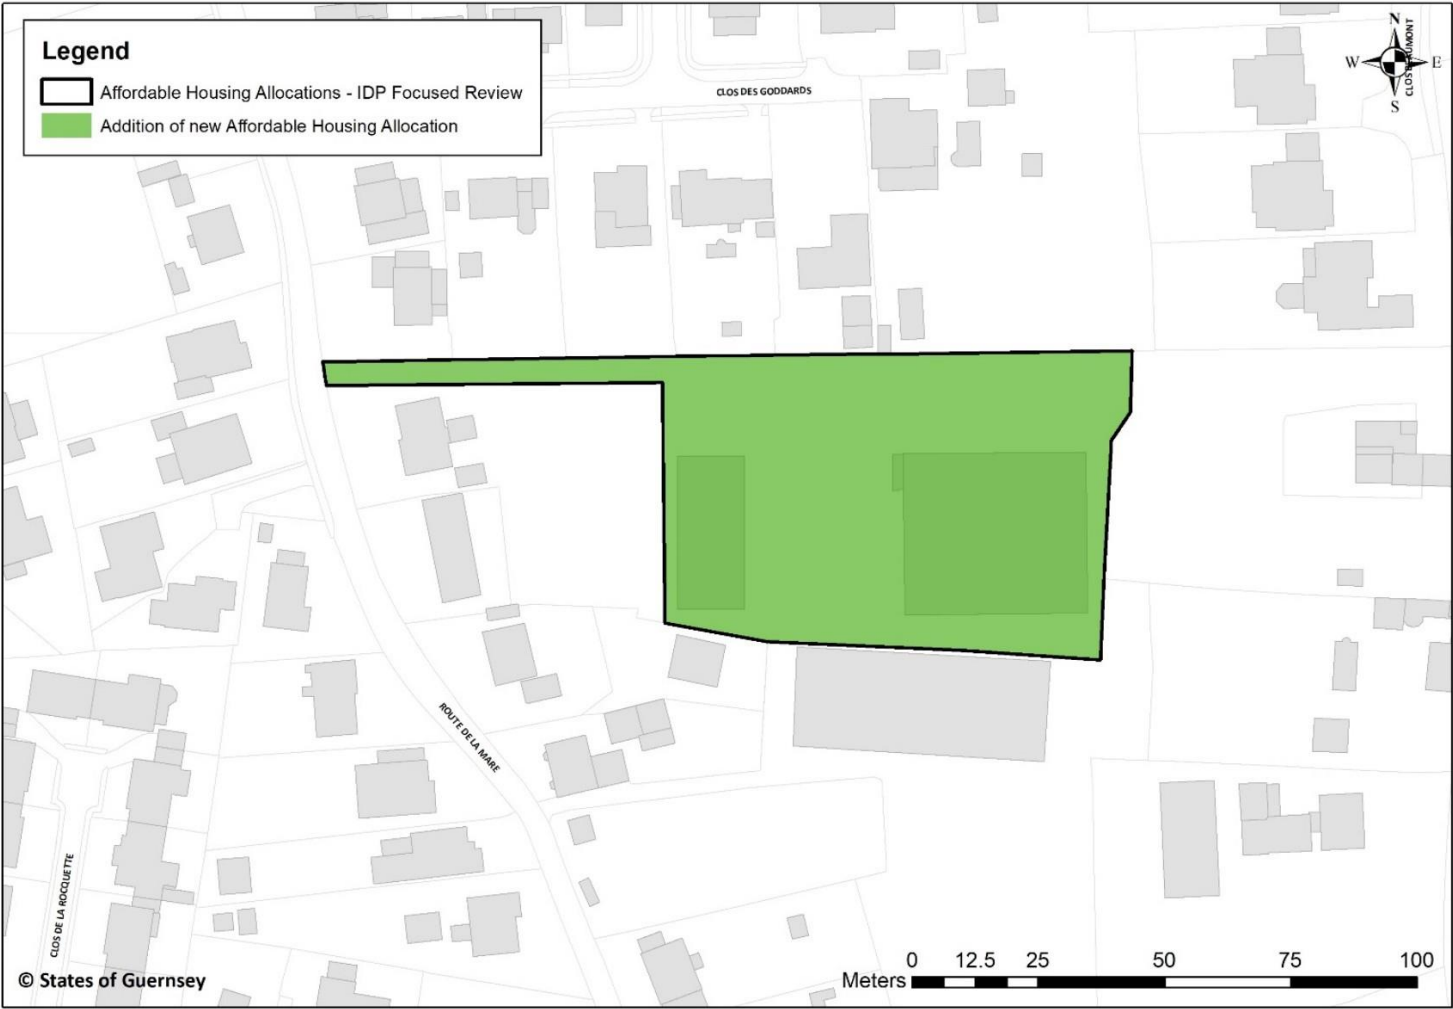 Legend
Affordable Housing Allocations - IDP Focused Review
Addition of new Affordable Housing Allocation
CLOS DES GODDARDS
N
W E
S
ROUTE DE LA MARE
CLOS DE LA ROCQUETTE
© States of Guernsey
0 12.5 25 50 75 100
Meters